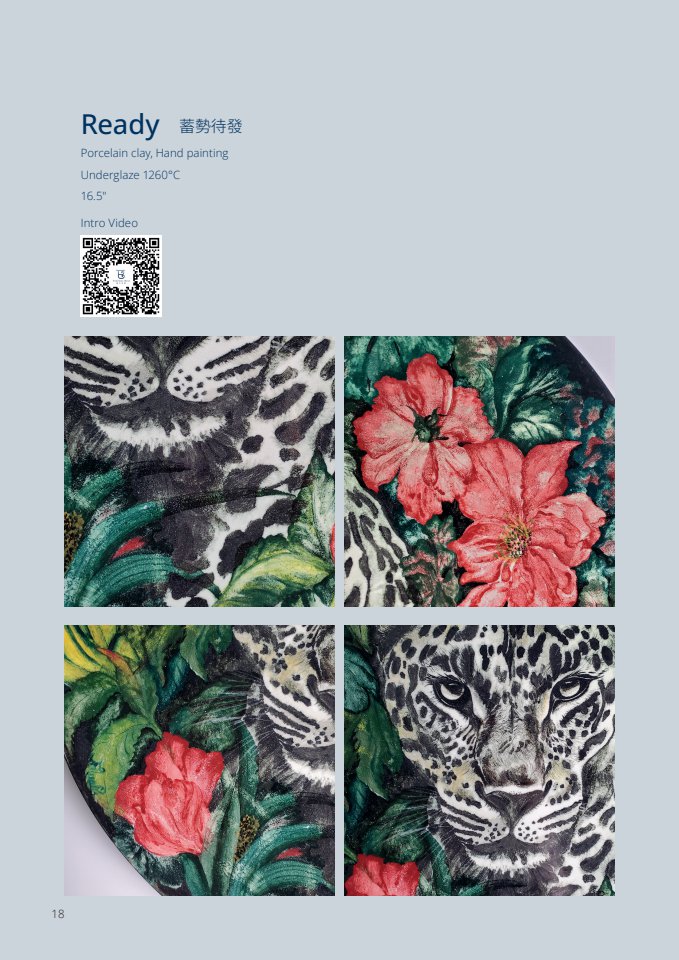 Ready 蓄勢待發
Porcelain clay, Hand painting
Underglaze 1260°C
16.5"
Intro Video
18